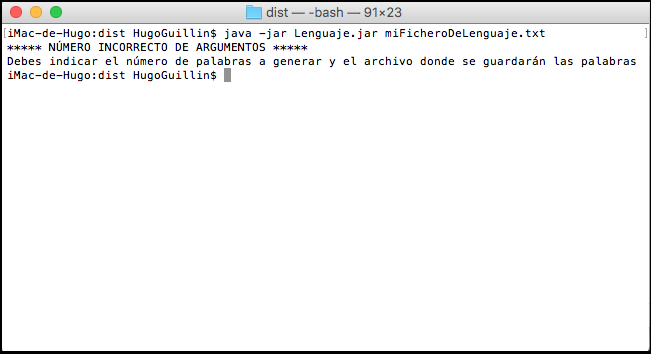 dist — -bash — 91×23
[iMac-de-Hugo:dist HugoGuillin$ java -jar Lenguaje.jar miFicheroDeLenguaje.txt ]
***** NÚMERO INCORRECTO DE ARGUMENTOS *****
Debes indicar el número de palabras a generar y el archivo donde se guardarán las palabras
iMac-de-Hugo:dist HugoGuillin$